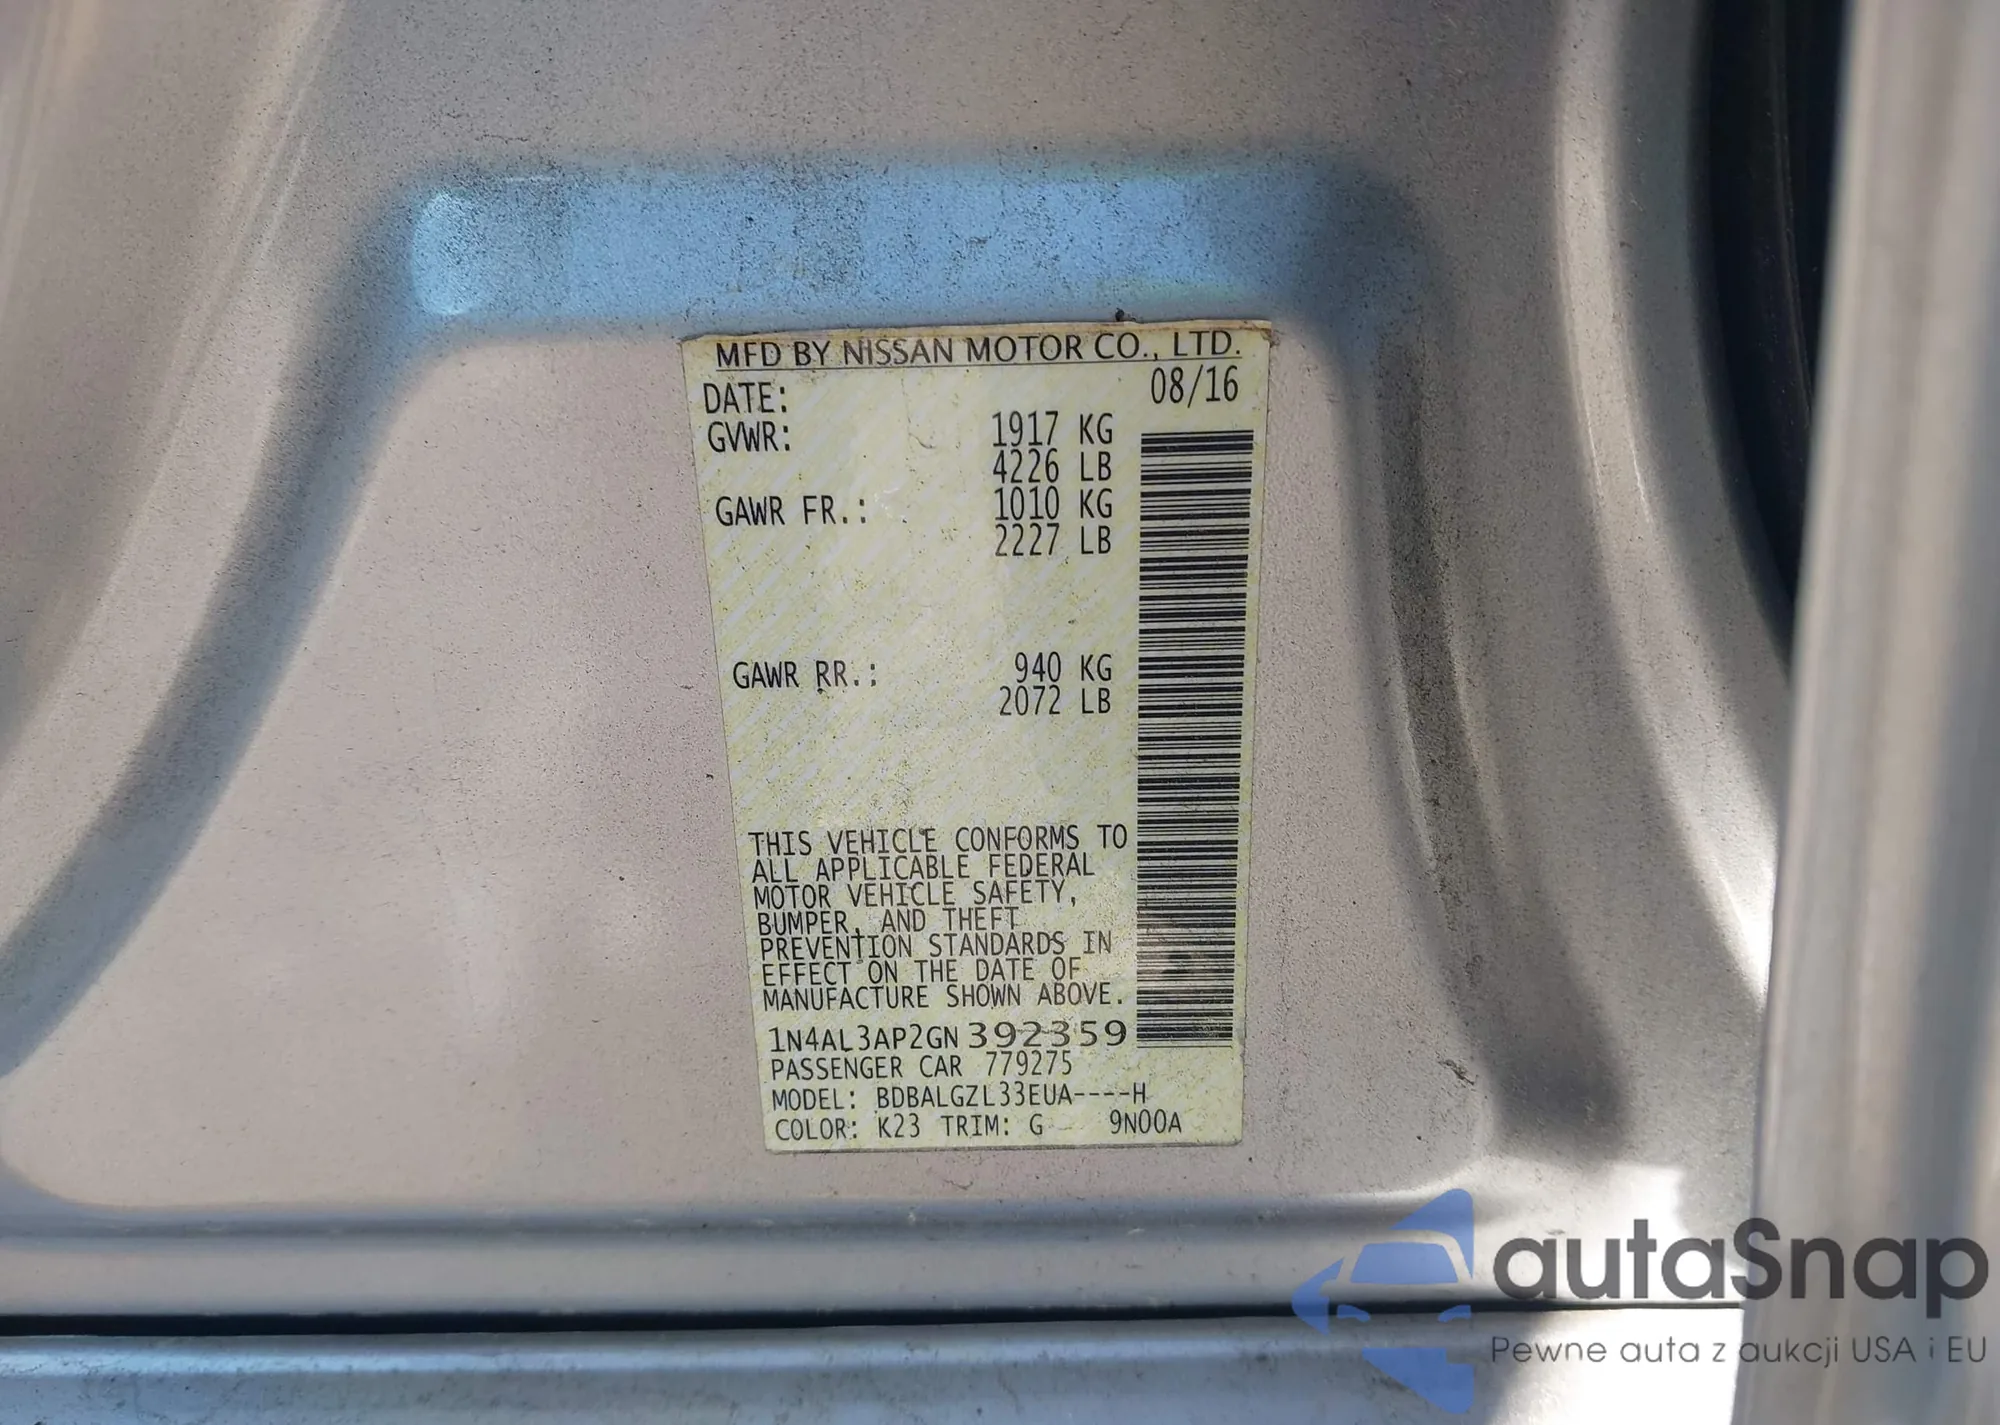 MFD BY NISSAN MOTOR CO., LTD.
DATE: 08/16
GVWR: 1917 KG
4226 LB
GAWR FR.: 1010 KG
2227 LB
GAWR RR.: 940 KG
2072 LB
THIS VEHICLE CONFORMS TO
ALL APPLICABLE FEDERAL
MOTOR VEHICLE SAFETY,
BUMPER, AND THEFT
PREVENTION STANDARDS IN
EFFECT ON THE DATE OF
MANUFACTURE SHOWN ABOVE.
1N4AL3AP2GN392359
PASSENGER CAR 779275
MODEL: BDBALGZL33EUA----H
COLOR: K23 TRIM: G 9N00A
autaSnap
Pewne auta z aukcji USA i EU